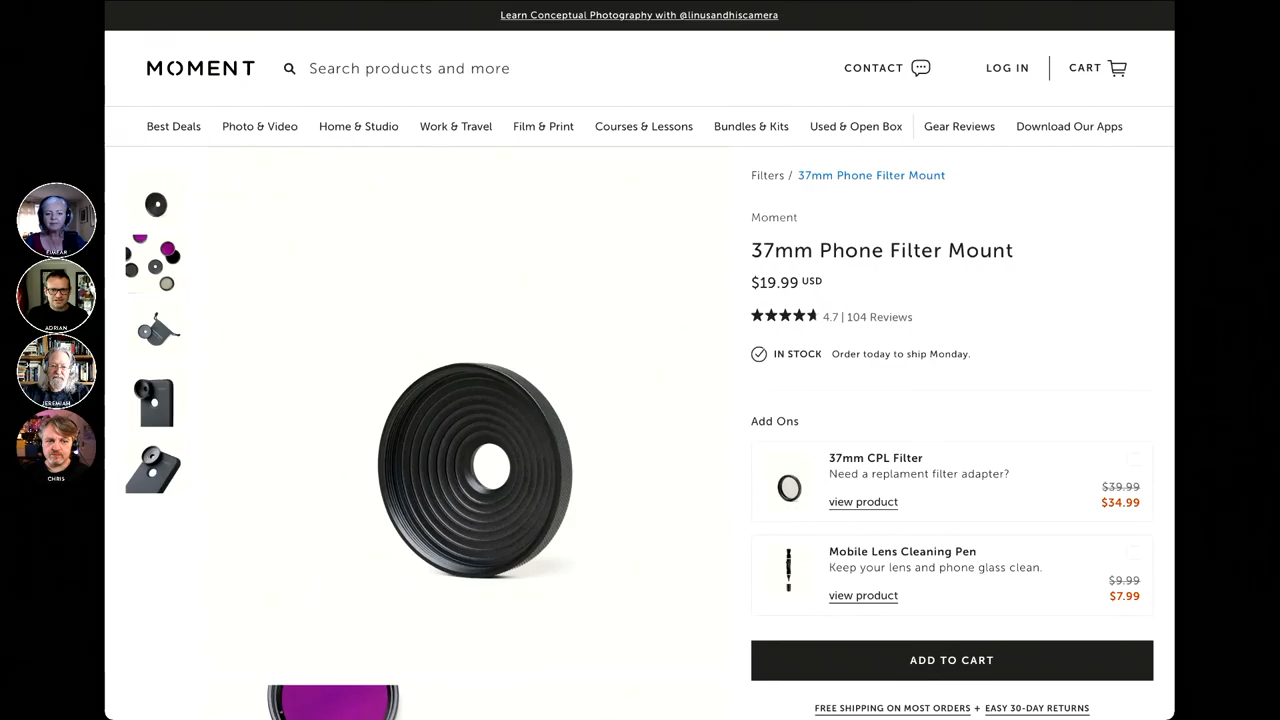 Learn Conceptual Photography with @linusandhiscamera
MOMENT
Search products and more
CONTACT
LOG IN
CART
Best Deals
Photo & Video
Home & Studio
Work & Travel
Film & Print
Courses & Lessons
Bundles & Kits
Used & Open Box
Gear Reviews
Download Our Apps
Filters / 37mm Phone Filter Mount
Moment
37mm Phone Filter Mount
$19.99 USD
4.7 | 104 Reviews
IN STOCK Order today to ship Monday.
Add Ons
37mm CPL Filter
Need a replament filter adapter?
$39.99
view product
$34.99
Mobile Lens Cleaning Pen
Keep your lens and phone glass clean.
$9.99
view product
$7.99
ADD TO CART
FREE SHIPPING ON MOST ORDERS + EASY 30-DAY RETURNS
EIMEAR
ADRIAN
JEREMIAH
CHRIS